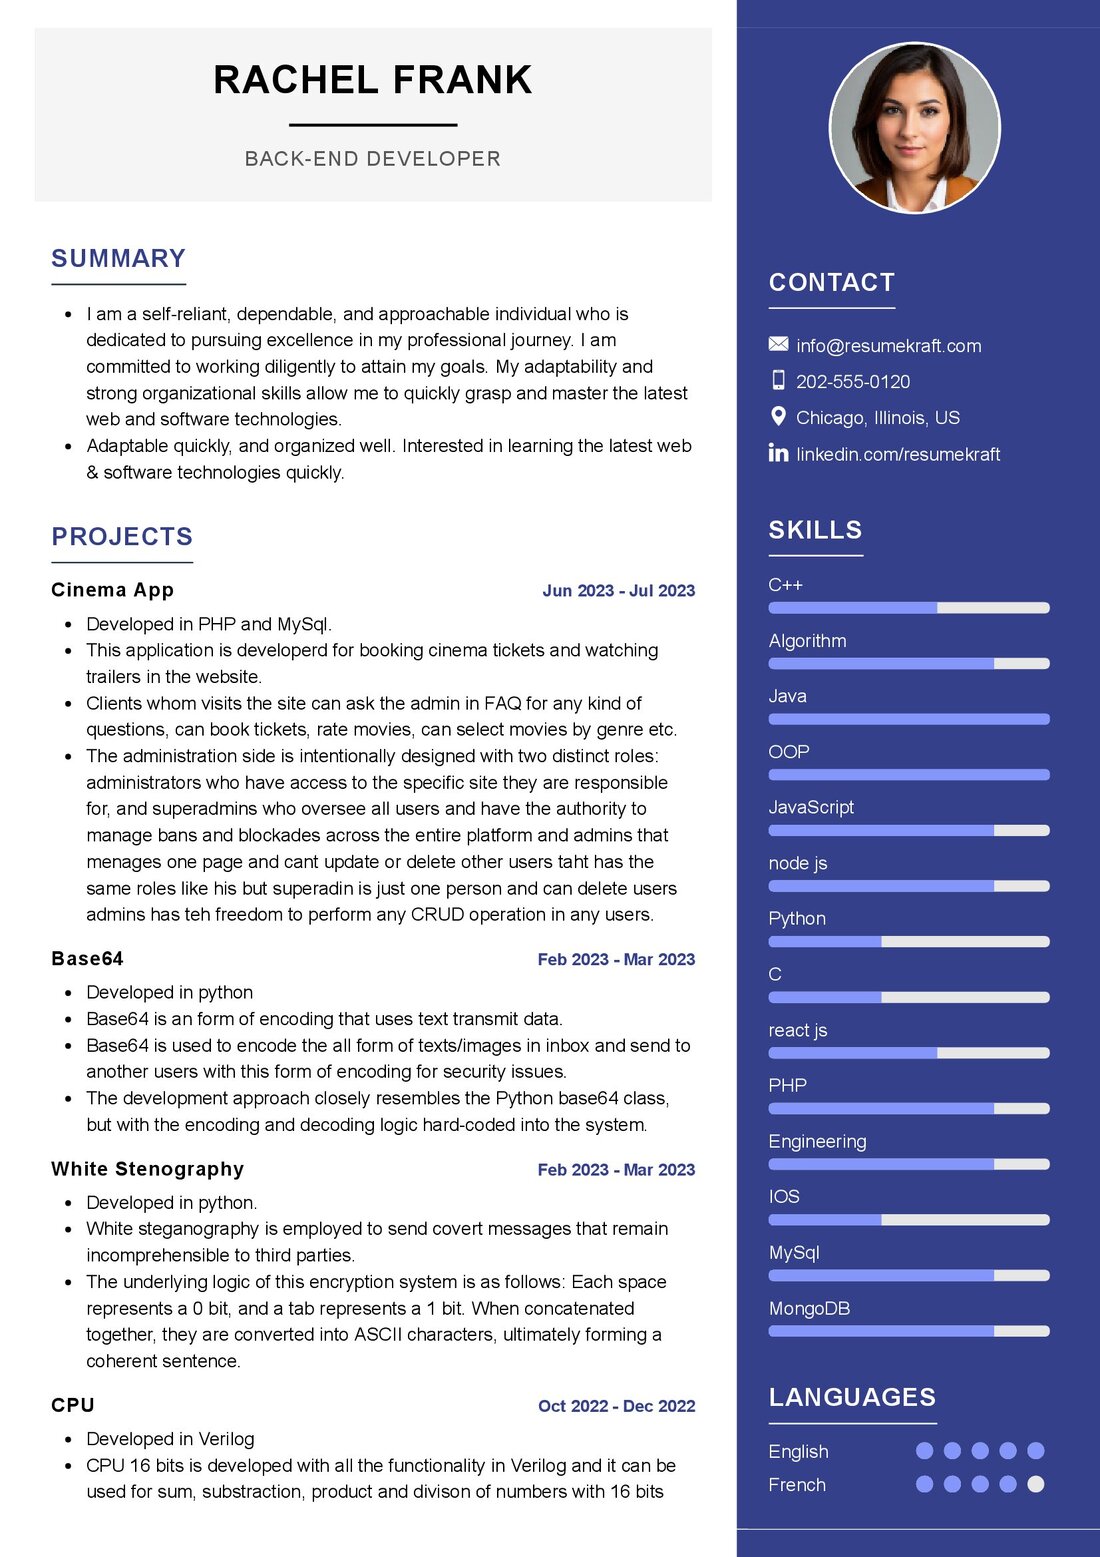 RACHEL FRANK
BACK-END DEVELOPER
SUMMARY
I am a self-reliant, dependable, and approachable individual who is
dedicated to pursuing excellence in my professional journey. I am
committed to working diligently to attain my goals. My adaptability and
strong organizational skills allow me to quickly grasp and master the latest
web and software technologies.
Adaptable quickly, and organized well. Interested in learning the latest web
& software technologies quickly.
PROJECTS
Cinema App Jun 2023 - Jul 2023
Developed in PHP and MySql.
This application is developerd for booking cinema tickets and watching
trailers in the website.
Clients whom visits the site can ask the admin in FAQ for any kind of
questions, can book tickets, rate movies, can select movies by genre etc.
The administration side is intentionally designed with two distinct roles:
administrators who have access to the specific site they are responsible
for, and superadmins who oversee all users and have the authority to
manage bans and blockades across the entire platform and admins that
menages one page and cant update or delete other users taht has the
same roles like his but superadin is just one person and can delete users
admins has teh freedom to perform any CRUD operation in any users.
Base64 Feb 2023 - Mar 2023
Developed in python
Base64 is an form of encoding that uses text transmit data.
Base64 is used to encode the all form of texts/images in inbox and send to
another users with this form of encoding for security issues.
The development approach closely resembles the Python base64 class,
but with the encoding and decoding logic hard-coded into the system.
White Stenography Feb 2023 - Mar 2023
Developed in python.
White steganography is employed to send covert messages that remain
incomprehensible to third parties.
The underlying logic of this encryption system is as follows: Each space
represents a 0 bit, and a tab represents a 1 bit. When concatenated
together, they are converted into ASCII characters, ultimately forming a
coherent sentence.
CPU Oct 2022 - Dec 2022
Developed in Verilog
CPU 16 bits is developed with all the functionality in Verilog and it can be
used for sum, substraction, product and divison of numbers with 16 bits
CONTACT
info@resumekraft.com
202-555-0120
Chicago, Illinois, US
linkedin.com/resumekraft
SKILLS
C++
Algorithm
Java
OOP
JavaScript
node js
Python
C
react js
PHP
Engineering
IOS
MySql
MongoDB
LANGUAGES
English
French